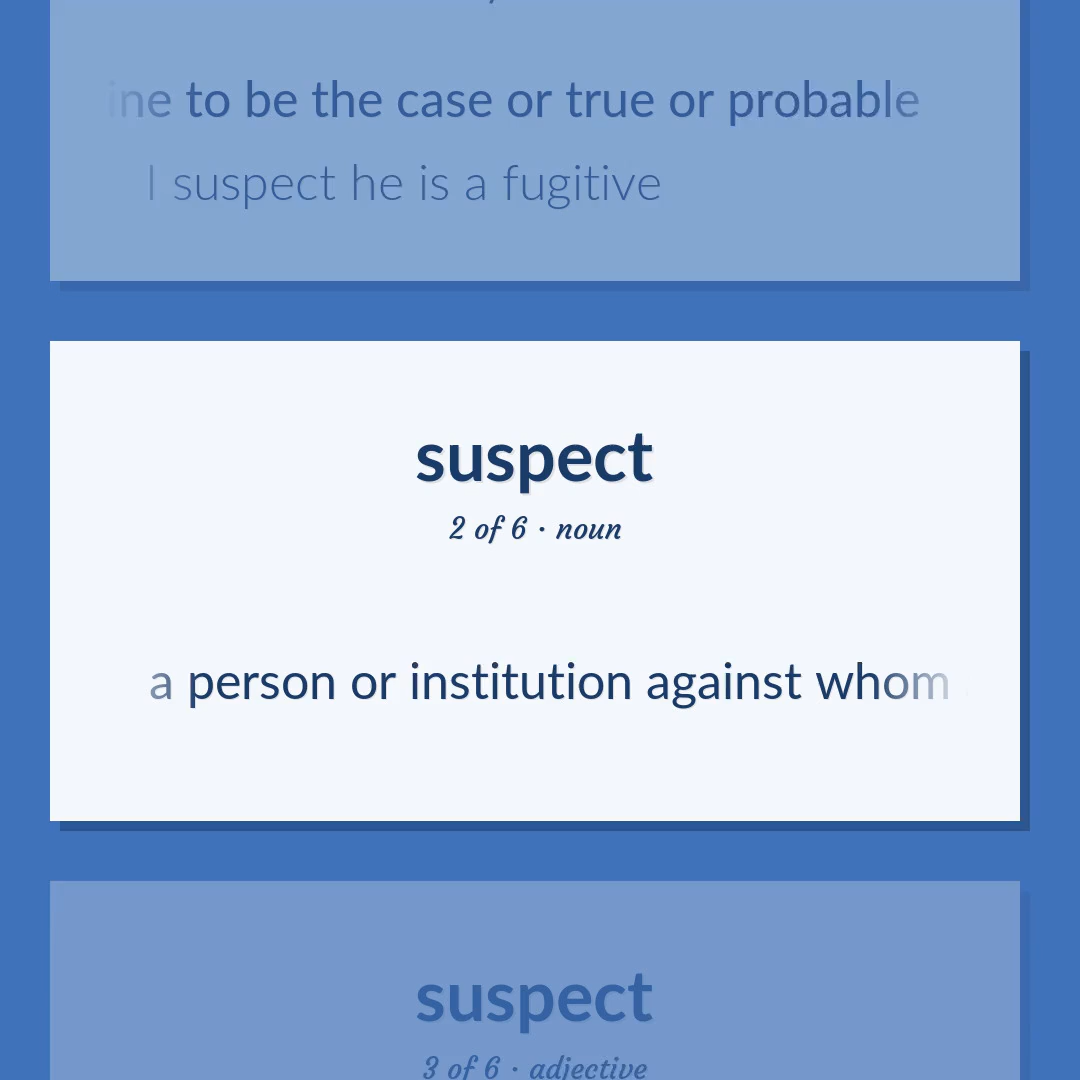 to be the case or true or probable
I suspect he is a fugitive
suspect
2 of 6 · noun
a person or institution against whom
suspect
3 of 6 · adjective